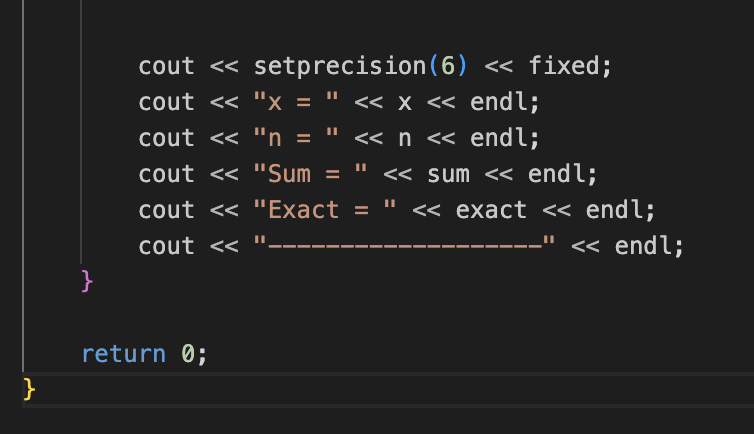 cout << setprecision(6) << fixed;
cout << "x = " << x << endl;
cout << "n = " << n << endl;
cout << "Sum = " << sum << endl;
cout << "Exact = " << exact << endl;
cout << "-------------------" << endl;
}
return 0;
}